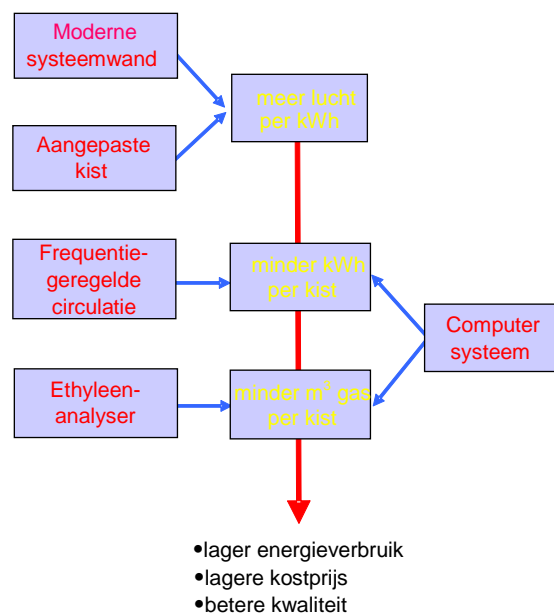 Moderne
systeemwand
meer lucht
per kWh
Aangepaste
kist
Frequentie-
geregelde
circulatie
minder kWh
per kist
Computer
systeem
Ethyleen-
analyser
minder m³ gas
per kist
•lager energieverbruik
•lagere kostprijs
•betere kwaliteit